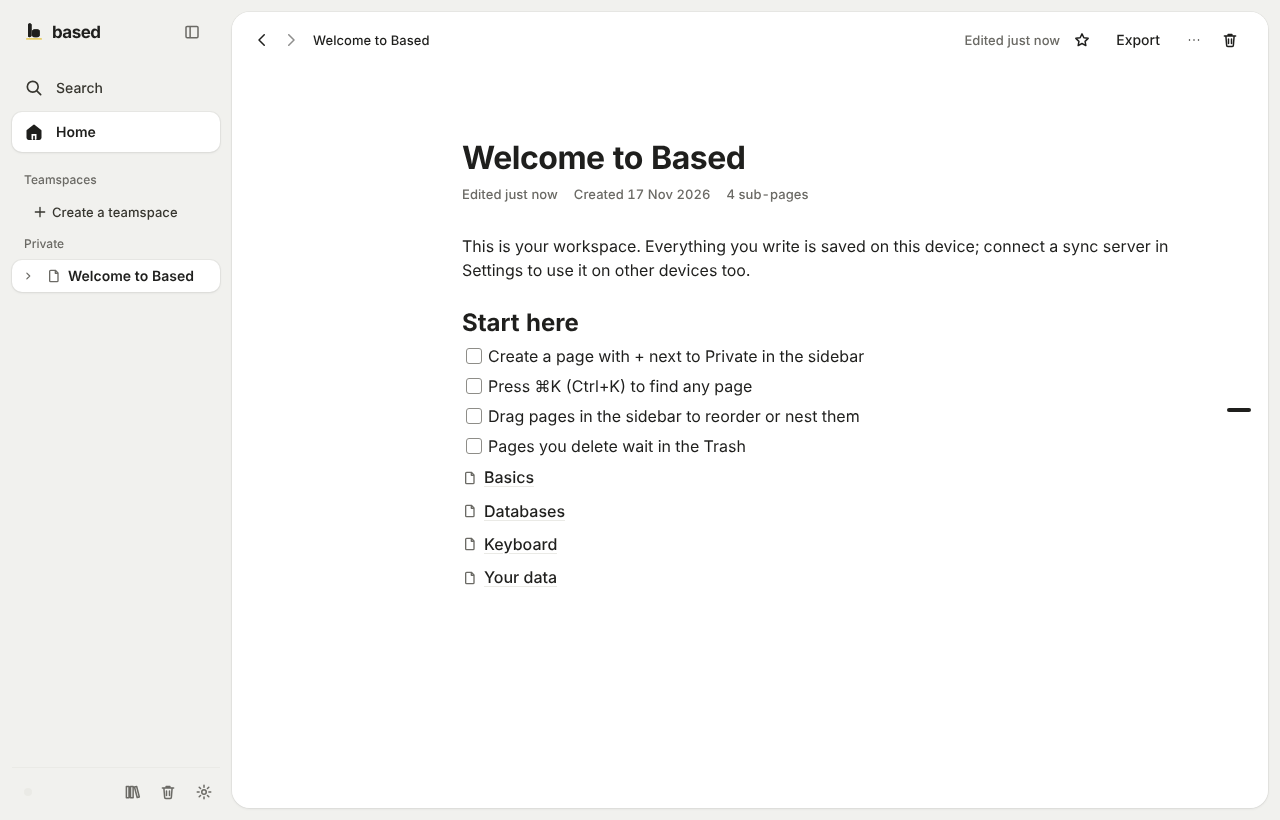 based
Search
Home
Teamspaces
Create a teamspace
Private
Welcome to Based
Welcome to Based
Edited just now
Export
Welcome to Based
Edited just now Created 17 Nov 2026 4 sub-pages
This is your workspace. Everything you write is saved on this device; connect a sync server in
Settings to use it on other devices too.
Start here
Create a page with + next to Private in the sidebar
Press ⌘K (Ctrl+K) to find any page
Drag pages in the sidebar to reorder or nest them
Pages you delete wait in the Trash
Basics
Databases
Keyboard
Your data